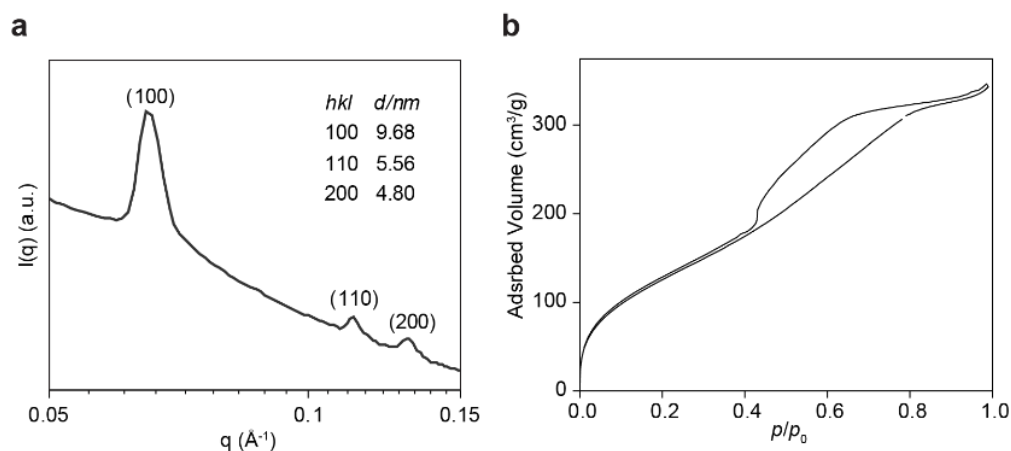 a
(100)
(110)
(200)
hkl d/nm
100 9.68
110 5.56
200 4.80
I(q) (a.u.)
0.05
0.1
0.15
q (Å⁻¹)
b
Adsrbed Volume (cm³/g)
300
200
100
0
0.0
0.2
0.4
0.6
0.8
1.0
p/p₀